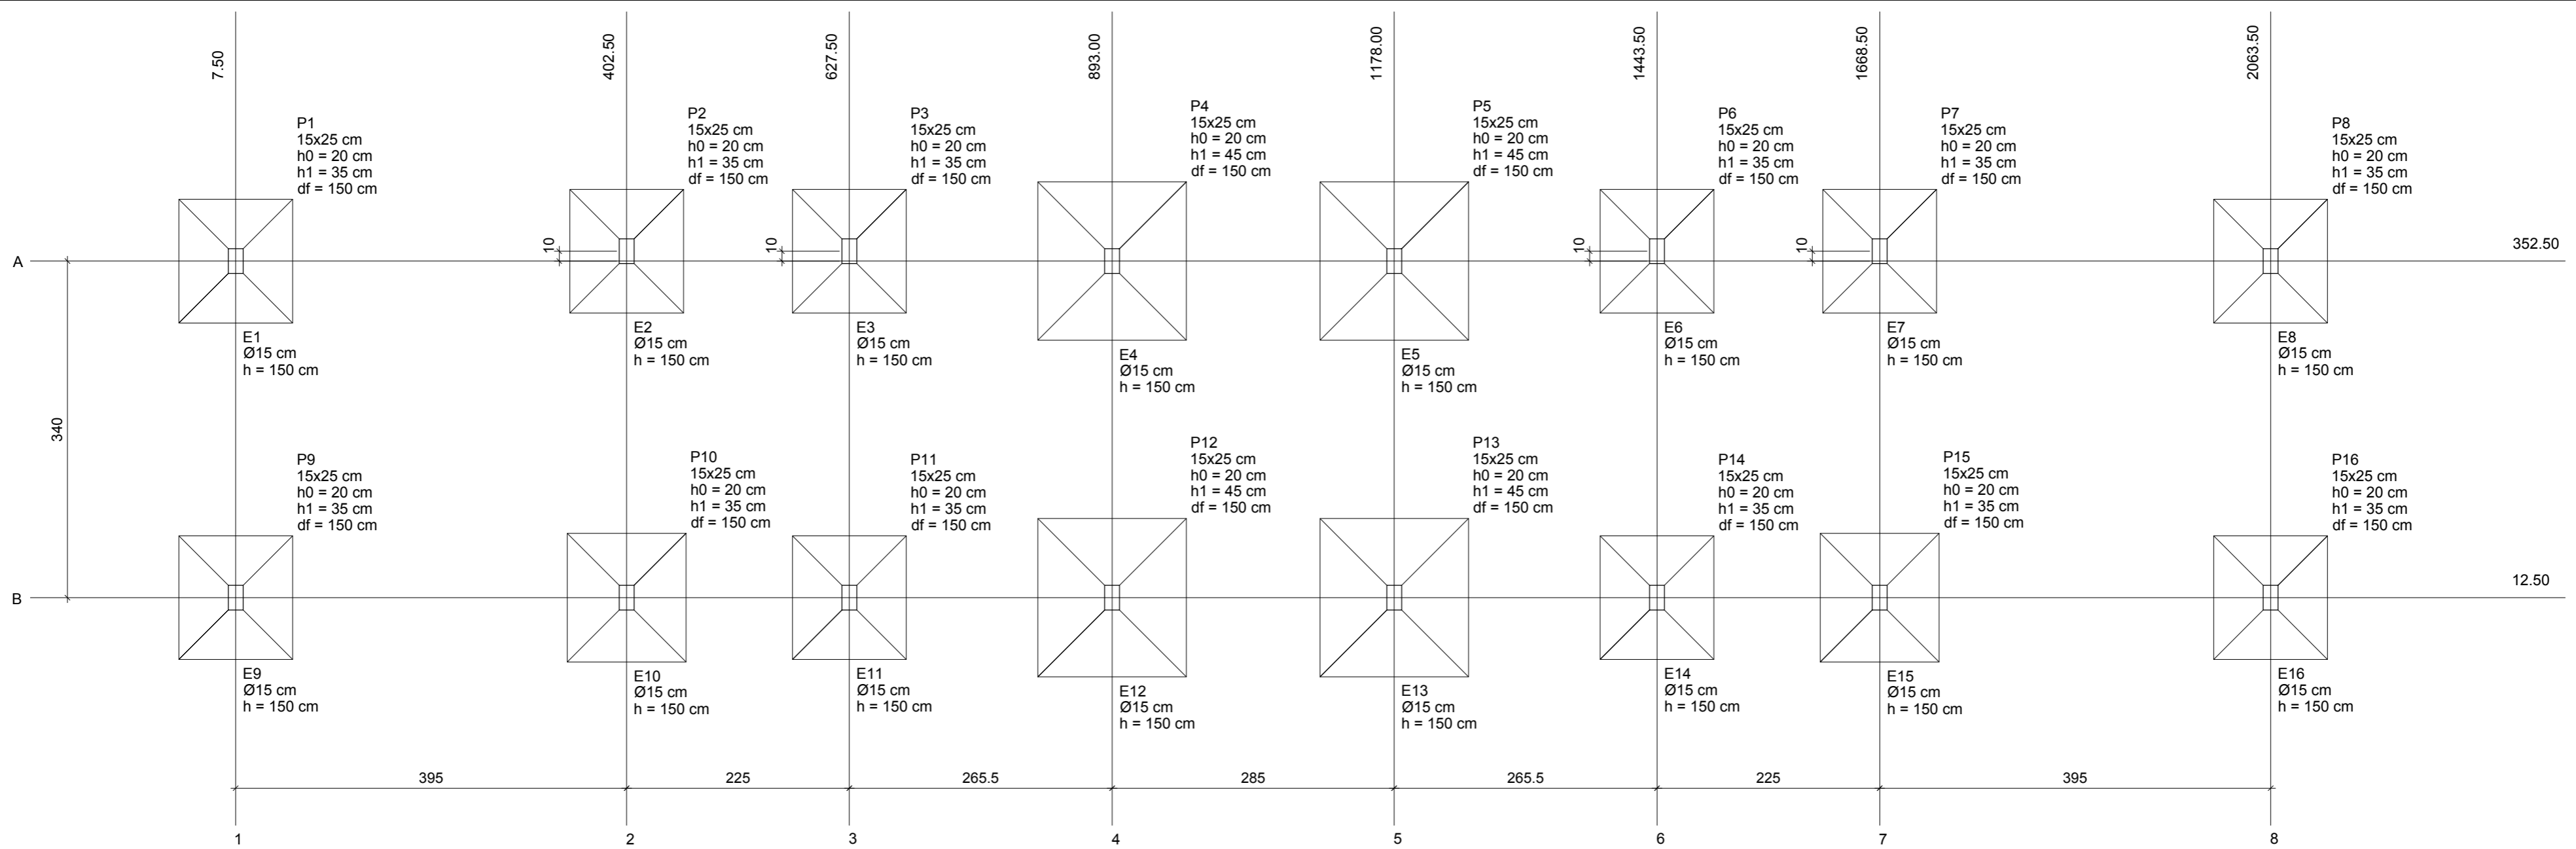 7.50
402.50
627.50
893.00
1178.00
1443.50
1668.50
2063.50
P1
15x25 cm
h0 = 20 cm
h1 = 35 cm
df = 150 cm
P2
15x25 cm
h0 = 20 cm
h1 = 35 cm
df = 150 cm
P3
15x25 cm
h0 = 20 cm
h1 = 35 cm
df = 150 cm
P4
15x25 cm
h0 = 20 cm
h1 = 45 cm
df = 150 cm
P5
15x25 cm
h0 = 20 cm
h1 = 45 cm
df = 150 cm
P6
15x25 cm
h0 = 20 cm
h1 = 35 cm
df = 150 cm
P7
15x25 cm
h0 = 20 cm
h1 = 35 cm
df = 150 cm
P8
15x25 cm
h0 = 20 cm
h1 = 35 cm
df = 150 cm
A
10
10
10
10
352.50
E1
Ø15 cm
h = 150 cm
E2
Ø15 cm
h = 150 cm
E3
Ø15 cm
h = 150 cm
E4
Ø15 cm
h = 150 cm
E5
Ø15 cm
h = 150 cm
E6
Ø15 cm
h = 150 cm
E7
Ø15 cm
h = 150 cm
E8
Ø15 cm
h = 150 cm
340
P9
15x25 cm
h0 = 20 cm
h1 = 35 cm
df = 150 cm
P10
15x25 cm
h0 = 20 cm
h1 = 35 cm
df = 150 cm
P11
15x25 cm
h0 = 20 cm
h1 = 35 cm
df = 150 cm
P12
15x25 cm
h0 = 20 cm
h1 = 45 cm
df = 150 cm
P13
15x25 cm
h0 = 20 cm
h1 = 45 cm
df = 150 cm
P14
15x25 cm
h0 = 20 cm
h1 = 35 cm
df = 150 cm
P15
15x25 cm
h0 = 20 cm
h1 = 35 cm
df = 150 cm
P16
15x25 cm
h0 = 20 cm
h1 = 35 cm
df = 150 cm
B
12.50
E9
Ø15 cm
h = 150 cm
E10
Ø15 cm
h = 150 cm
E11
Ø15 cm
h = 150 cm
E12
Ø15 cm
h = 150 cm
E13
Ø15 cm
h = 150 cm
E14
Ø15 cm
h = 150 cm
E15
Ø15 cm
h = 150 cm
E16
Ø15 cm
h = 150 cm
395
225
265.5
285
265.5
225
395
1
2
3
4
5
6
7
8